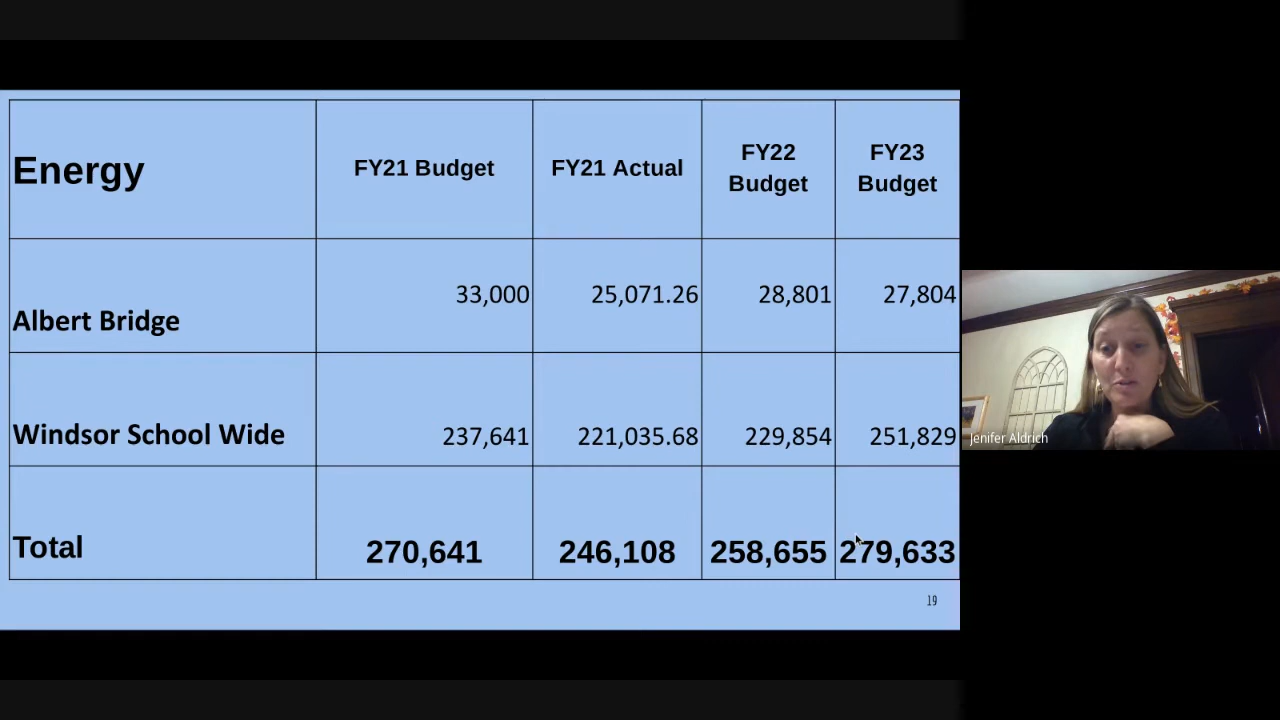 Energy
FY21 Budget
FY21 Actual
FY22
Budget
FY23
Budget
Albert Bridge
33,000
25,071.26
28,801
27,804
Windsor School Wide
237,641
221,035.68
229,854
251,829
Total
270,641
246,108
258,655
279,633
19
Jenifer Aldrich